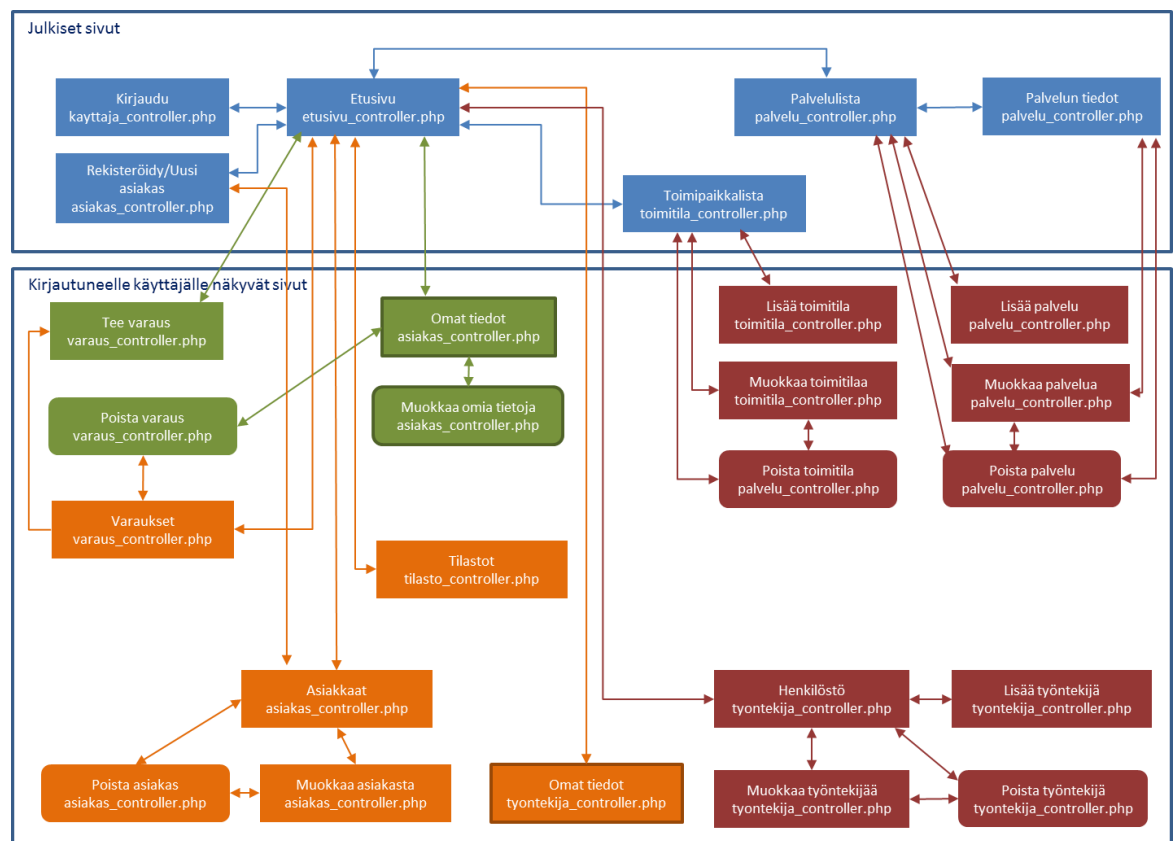 Julkiset sivut
Kirjaudu
kayttaja_controller.php
Etusivu
etusivu_controller.php
Palvelulista
palvelu_controller.php
Palvelun tiedot
palvelu_controller.php
Rekisteröidy/Uusi
asiakas
asiakas_controller.php
Toimipaikkalista
toimitila_controller.php
Kirjautuneelle käyttäjälle näkyvät sivut
Tee varaus
varaus_controller.php
Omat tiedot
asiakas_controller.php
Lisää toimitila
toimitila_controller.php
Lisää palvelu
palvelu_controller.php
Muokkaa toimitilaa
toimitila_controller.php
Muokkaa palvelua
palvelu_controller.php
Poista varaus
varaus_controller.php
Muokkaa omia tietoja
asiakas_controller.php
Poista toimitila
palvelu_controller.php
Poista palvelu
palvelu_controller.php
Varaukset
varaus_controller.php
Tilastot
tilasto_controller.php
Asiakkaat
asiakas_controller.php
Henkilöstö
tyontekija_controller.php
Lisää työntekijä
tyontekija_controller.php
Poista asiakas
asiakas_controller.php
Muokkaa asiakasta
asiakas_controller.php
Omat tiedot
tyontekija_controller.php
Muokkaa työntekijää
tyontekija_controller.php
Poista työntekijä
tyontekija_controller.php